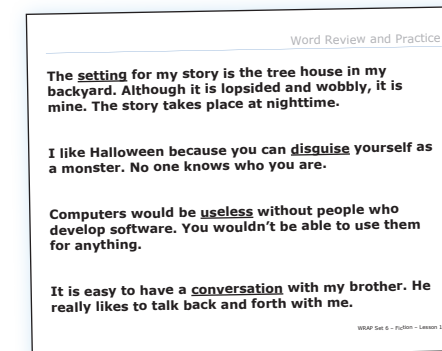 Word Review and Practice
The setting for my story is the tree house in my
backyard. Although it is lopsided and wobbly, it is
mine. The story takes place at nighttime.
I like Halloween because you can disguise yourself as
a monster. No one knows who you are.
Computers would be useless without people who
develop software. You wouldn't be able to use them
for anything.
It is easy to have a conversation with my brother. He
really likes to talk back and forth with me.
WRAP Set 6 – Fiction – Lesson 1